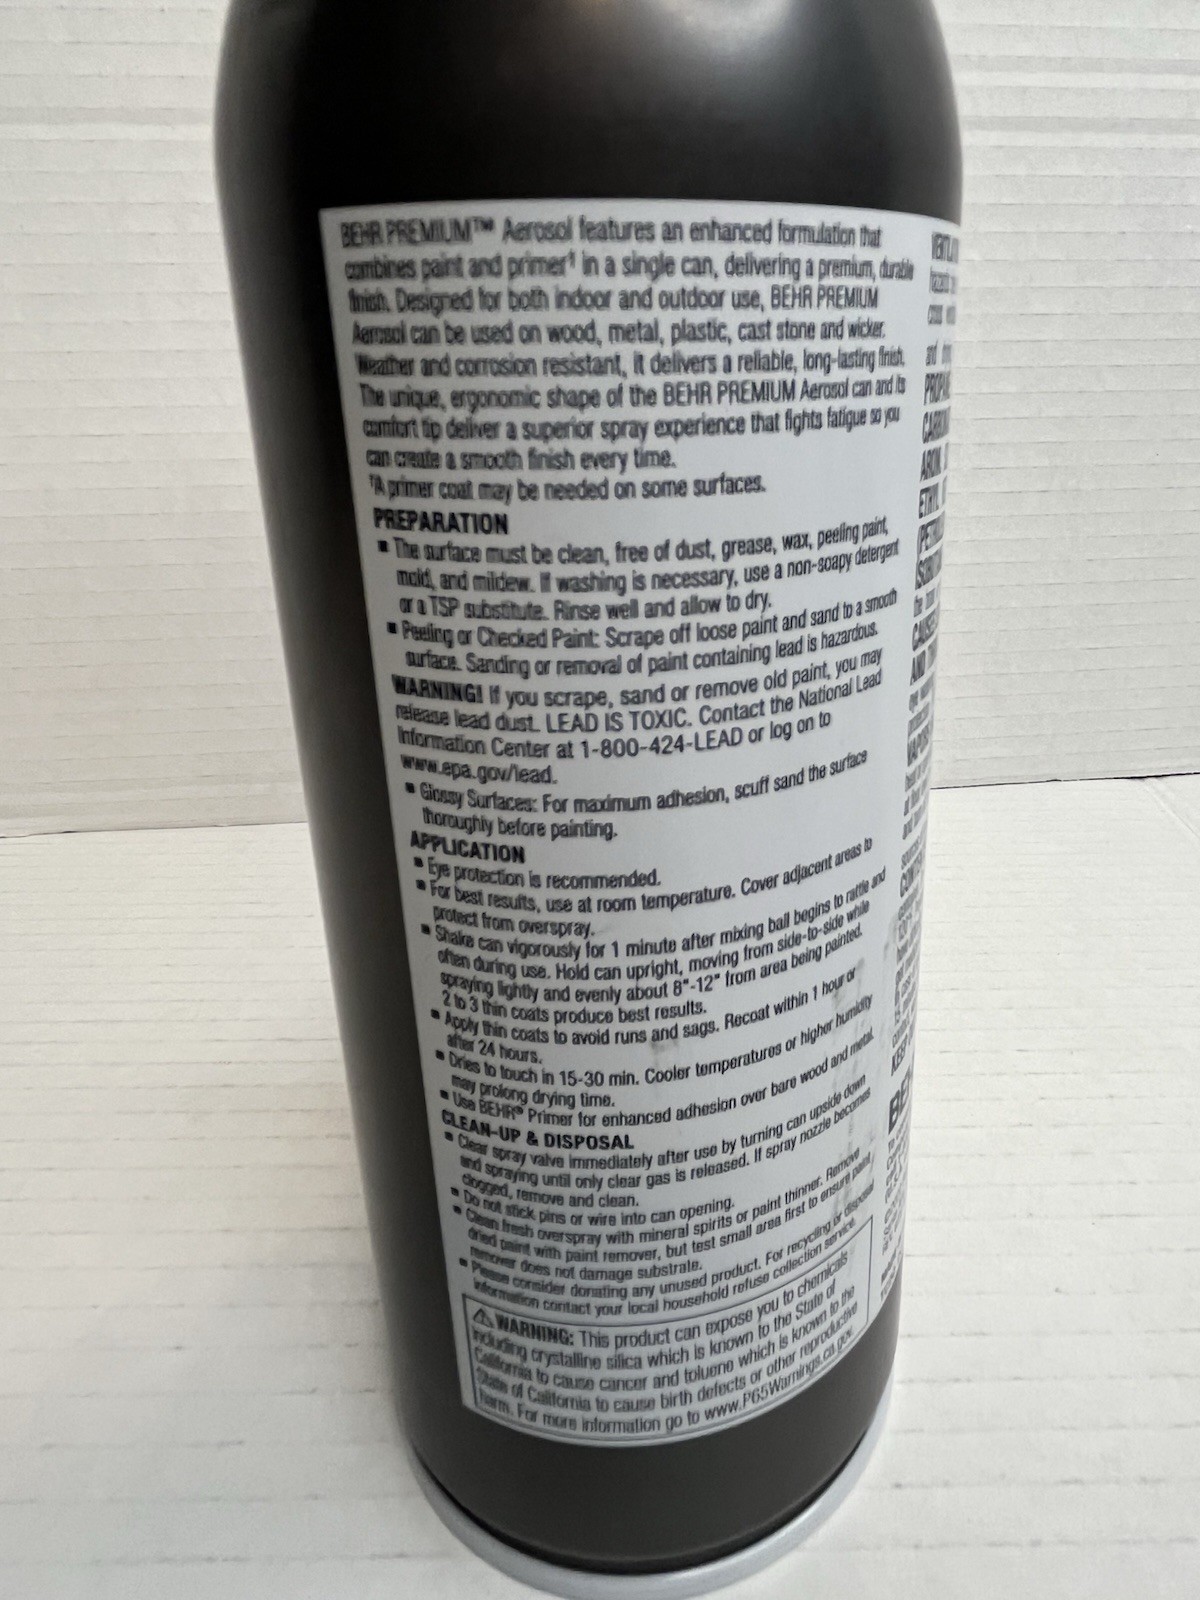 BEHR PREMIUM™ Aerosol features an enhanced formulation that
combines paint and primer† in a single can, delivering a premium, durable
finish. Designed for both indoor and outdoor use, BEHR PREMIUM
Aerosol can be used on wood, metal, plastic, cast stone and wicker.
Weather and corrosion resistant, it delivers a reliable, long-lasting finish.
The unique, ergonomic shape of the BEHR PREMIUM Aerosol can and its
comfort tip deliver a superior spray experience that fights fatigue so you
can create a smooth finish every time.
†A primer coat may be needed on some surfaces.
PREPARATION
▪ The surface must be clean, free of dust, grease, wax, peeling paint,
mold, and mildew. If washing is necessary, use a non-soapy detergent
or a TSP substitute. Rinse well and allow to dry.
▪ Peeling or Checked Paint: Scrape off loose paint and sand to a smooth
surface. Sanding or removal of paint containing lead is hazardous.
WARNING! If you scrape, sand or remove old paint, you may
release lead dust. LEAD IS TOXIC. Contact the National Lead
Information Center at 1-800-424-LEAD or log on to
www.epa.gov/lead.
▪ Glossy Surfaces: For maximum adhesion, scuff sand the surface
thoroughly before painting.
APPLICATION
▪ Eye protection is recommended.
▪ For best results, use at room temperature. Cover adjacent areas to
protect from overspray.
▪ Shake can vigorously for 1 minute after mixing ball begins to rattle and
often during use. Hold can upright, moving from side-to-side while
spraying lightly and evenly about 8"-12" from area being painted.
2 to 3 thin coats produce best results.
▪ Apply thin coats to avoid runs and sags. Recoat within 1 hour or
after 24 hours.
▪ Dries to touch in 15-30 min. Cooler temperatures or higher humidity
may prolong drying time.
▪ Use BEHR® Primer for enhanced adhesion over bare wood and metal.
CLEAN-UP & DISPOSAL
▪ Clear spray valve immediately after use by turning can upside down
and spraying until only clear gas is released. If spray nozzle becomes
clogged, remove and clean.
▪ Do not stick pins or wire into can opening.
▪ Clean fresh overspray with mineral spirits or paint thinner. Remove
dried paint with paint remover, but test small area first to ensure paint
remover does not damage substrate.
▪ Please consider donating any unused product. For recycling or disposal
information contact your local household refuse collection service.
⚠WARNING: This product can expose you to chemicals
including crystalline silica which is known to the State of
California to cause cancer and toluene which is known to the
State of California to cause birth defects or other reproductive
harm. For more information go to www.P65Warnings.ca.gov.